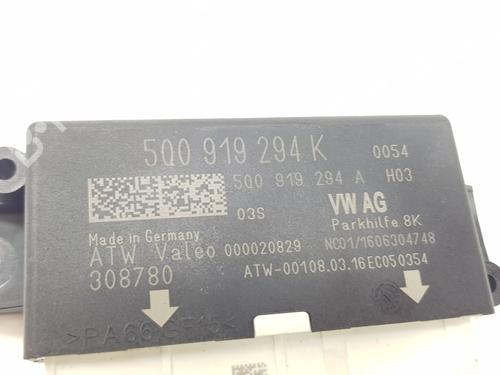 5Q0 919 294 K 0054
5Q0 919 294 A H03
03S VW AG
Parkhilfe 8K
Made in Germany
ATW Valeo 000020829 NC01/1606304748
308780 ATW-00108.03.16EC050354
>PA66-GF15<